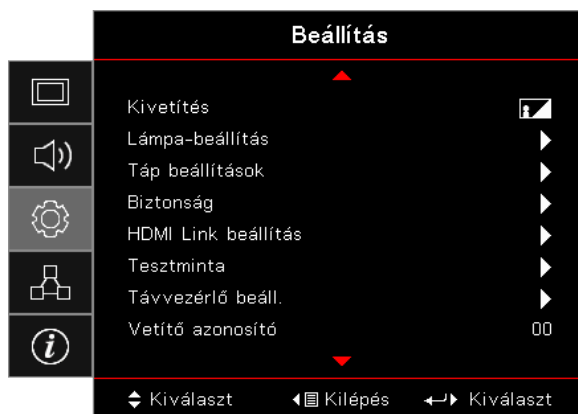 Beállítás
Kivetítés
Lámpa-beállítás
Táp beállítások
Biztonság
HDMI Link beállítás
Tesztminta
Távvezérlő beáll.
Vetítő azonosító 00
Kiválaszt Kilépés Kiválaszt